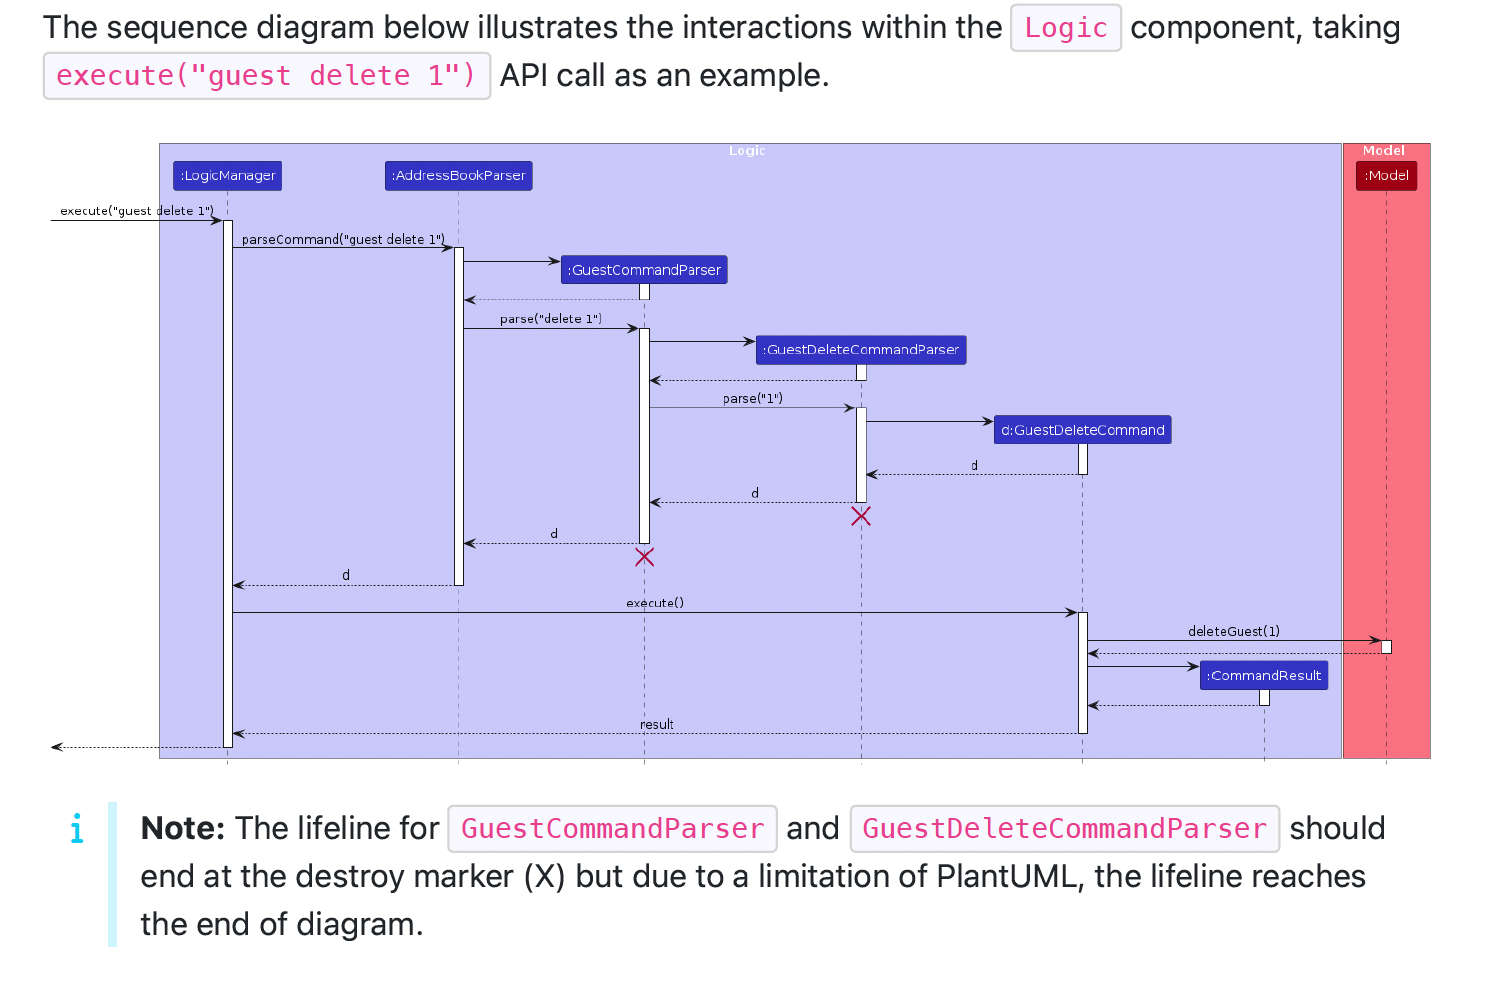 The sequence diagram below illustrates the interactions within the Logic component, taking
execute("guest delete 1") API call as an example.
Logic
Model
:LogicManager
:AddressBookParser
:Model
execute("guest delete 1")
parseCommand("guest delete 1")
:GuestCommandParser
parse("delete 1")
:GuestDeleteCommandParser
parse("1")
d:GuestDeleteCommand
d
d
d
d
execute()
deleteGuest(1)
:CommandResult
result
Note: The lifeline for GuestCommandParser and GuestDeleteCommandParser should
end at the destroy marker (X) but due to a limitation of PlantUML, the lifeline reaches
the end of diagram.